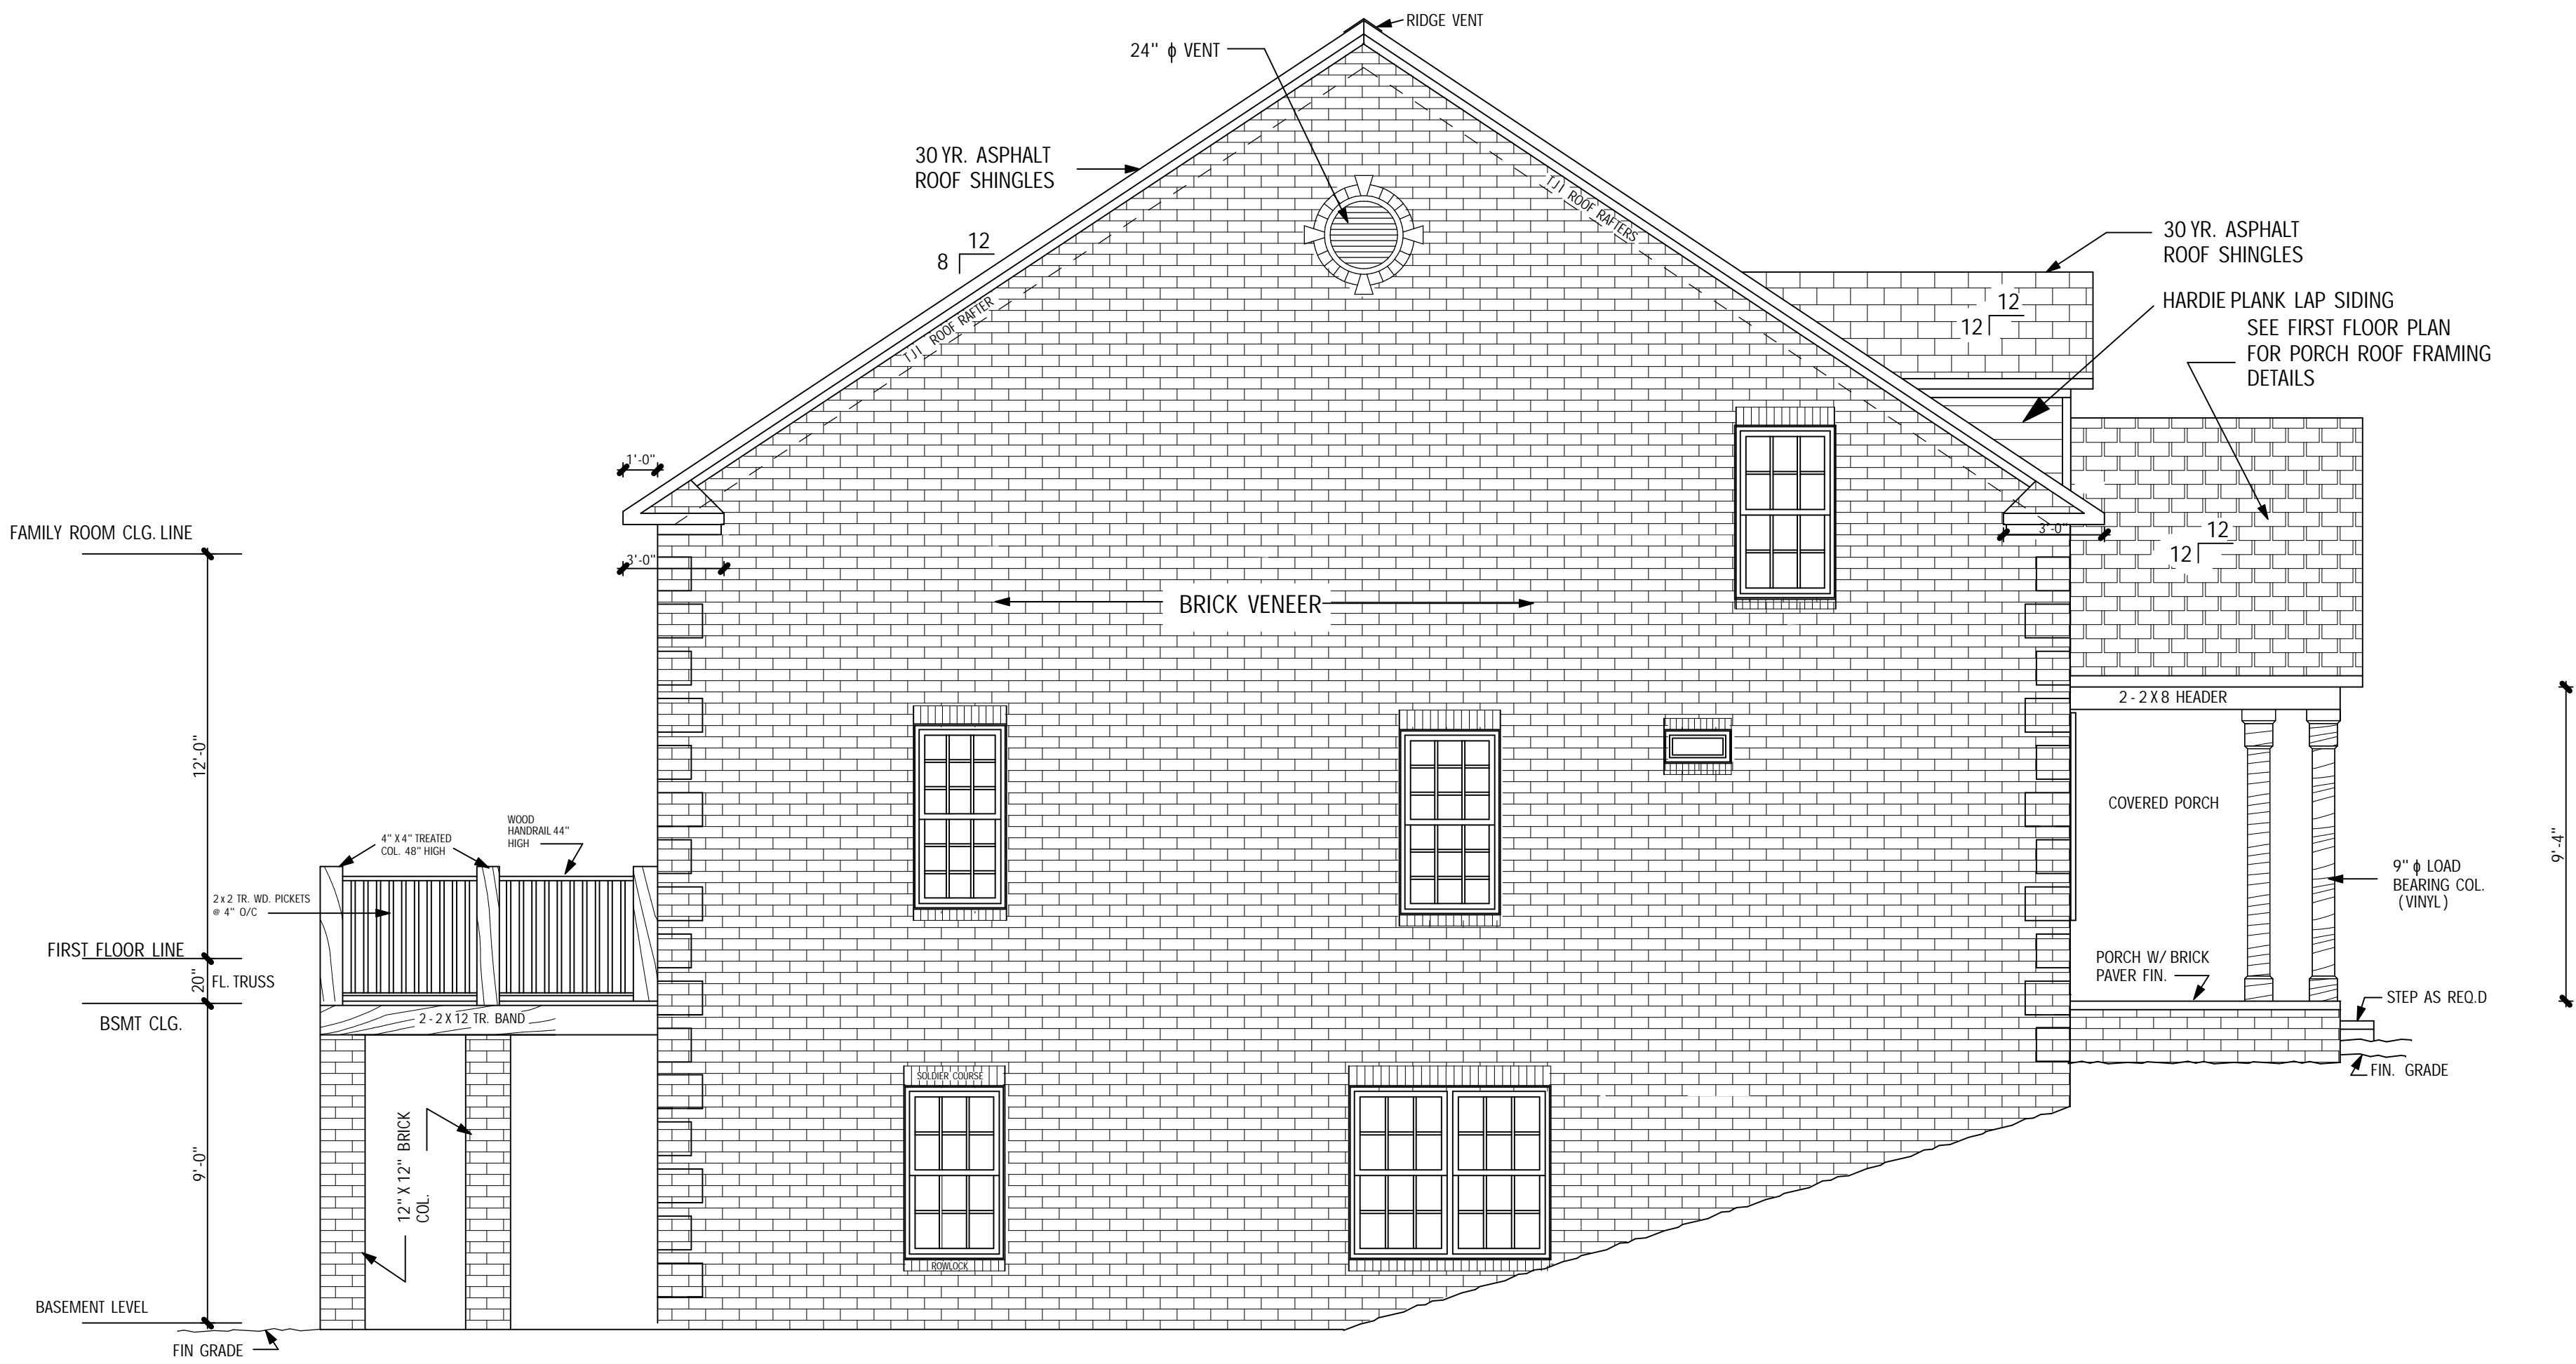 RIDGE VENT
24" ϕ VENT
30 YR. ASPHALT
ROOF SHINGLES
12
8
TJI ROOF RAFTER
TJI ROOF RAFTERS
30 YR. ASPHALT
ROOF SHINGLES
12
12
HARDIE PLANK LAP SIDING
SEE FIRST FLOOR PLAN
FOR PORCH ROOF FRAMING
DETAILS
1'-0"
FAMILY ROOM CLG. LINE
3'-0"
3'-0"
12
12
BRICK VENEER
2 - 2 X 8 HEADER
12'-0"
COVERED PORCH
9'-4"
4" X 4" TREATED
COL. 48" HIGH
WOOD
HANDRAIL 44"
HIGH
2 x 2 TR. WD. PICKETS
@ 4" O/C
9" ϕ LOAD
BEARING COL.
(VINYL)
FIRST FLOOR LINE
20"
FL. TRUSS
PORCH W/ BRICK
PAVER FIN.
STEP AS REQ.D
BSMT CLG.
2 - 2 X 12 TR. BAND
FIN. GRADE
SOLDIER COURSE
9'-0"
12" X 12" BRICK
COL.
ROWLOCK
BASEMENT LEVEL
FIN GRADE